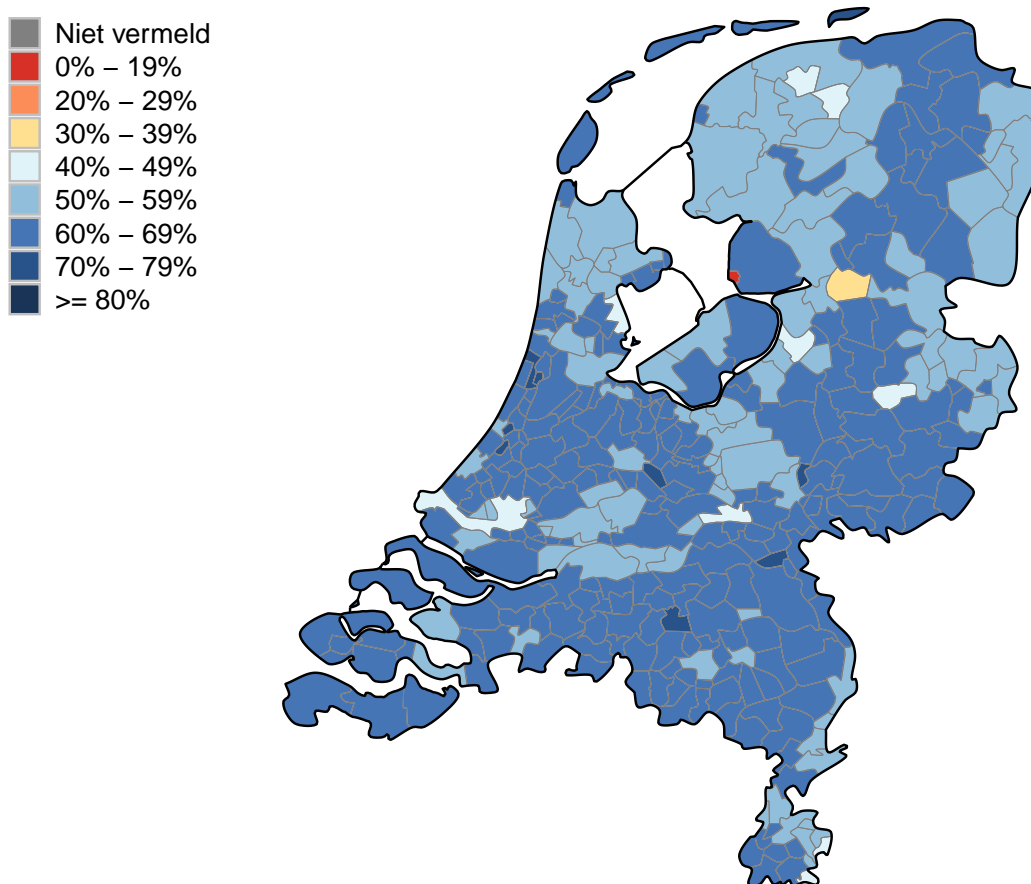 Niet vermeld
0% – 19%
20% – 29%
30% – 39%
40% – 49%
50% – 59%
60% – 69%
70% – 79%
>= 80%